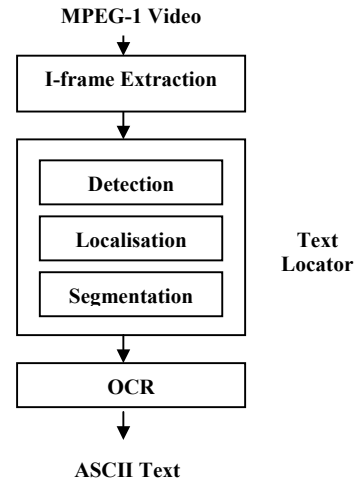 MPEG-1 Video
I-frame Extraction
Detection
Localisation
Segmentation
Text
Locator
OCR
ASCII Text